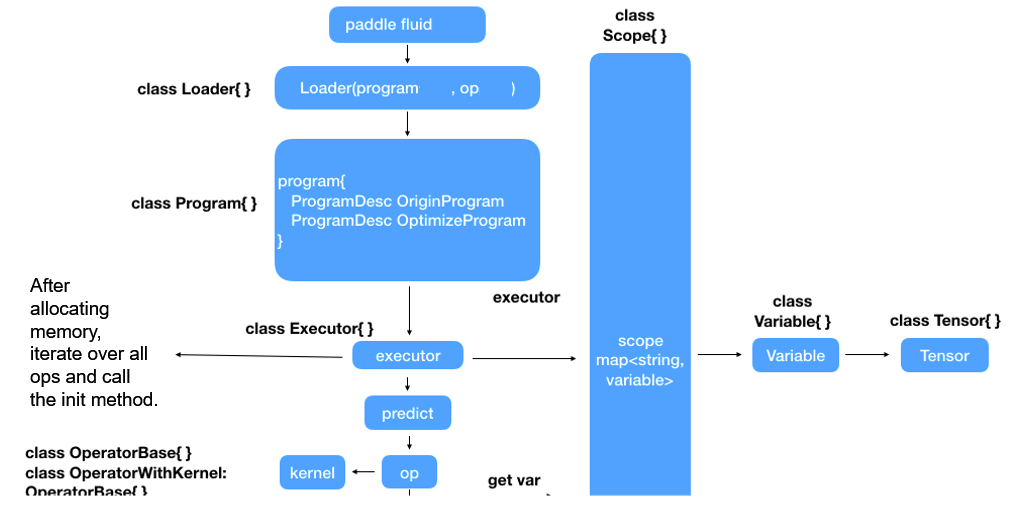 paddle fluid
class
Scope{ }
class Loader{ }
Loader(program , op )
class Program{ }
program{
ProgramDesc OriginProgram
ProgramDesc OptimizeProgram
}
After
allocating
memory,
iterate over all
ops and call
the init method.
executor
class Executor{ }
executor
scope
map<string,
variable>
class
Variable{ }
Variable
class Tensor{ }
Tensor
predict
class OperatorBase{ }
class OperatorWithKernel:
OperatorBase{ }
kernel
op
get var